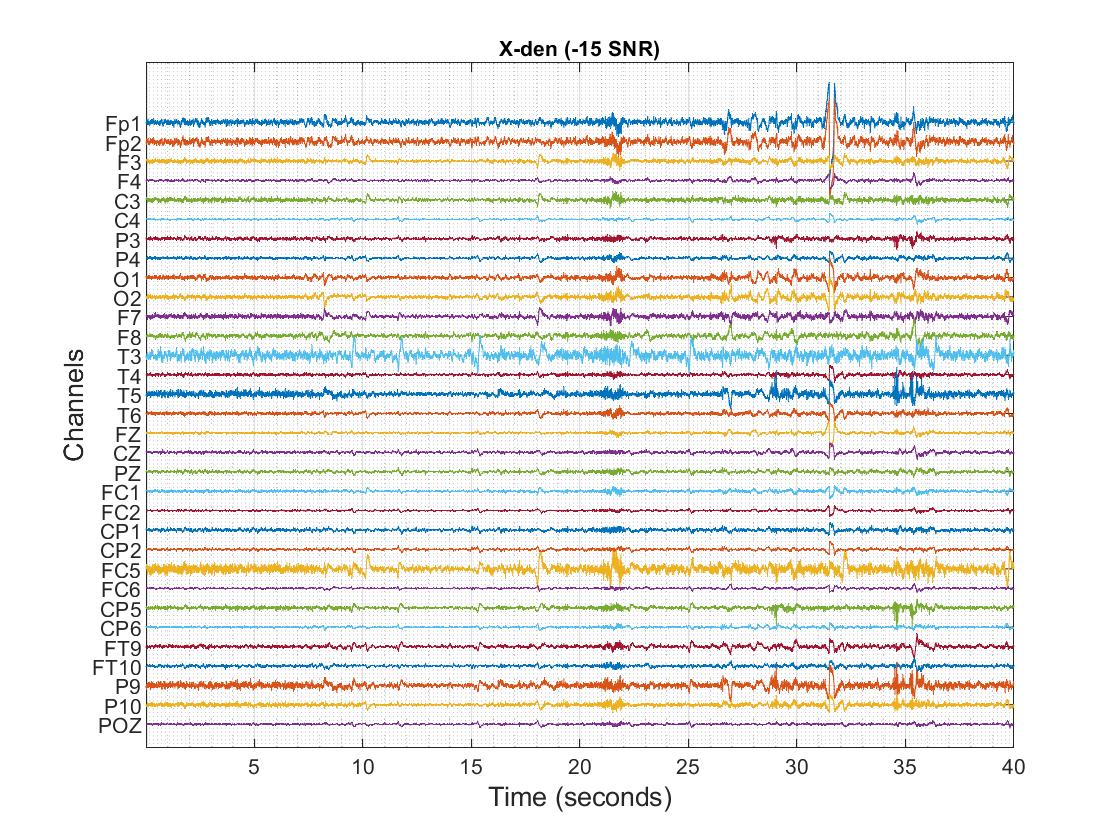 X-den (-15 SNR)
Fp1
Fp2
F3
F4
C3
C4
P3
P4
O1
O2
F7
F8
T3
T4
T5
T6
FZ
CZ
PZ
FC1
FC2
CP1
CP2
FC5
FC6
CP5
CP6
FT9
FT10
P9
P10
POZ
Channels
5 10 15 20 25 30 35 40
Time (seconds)